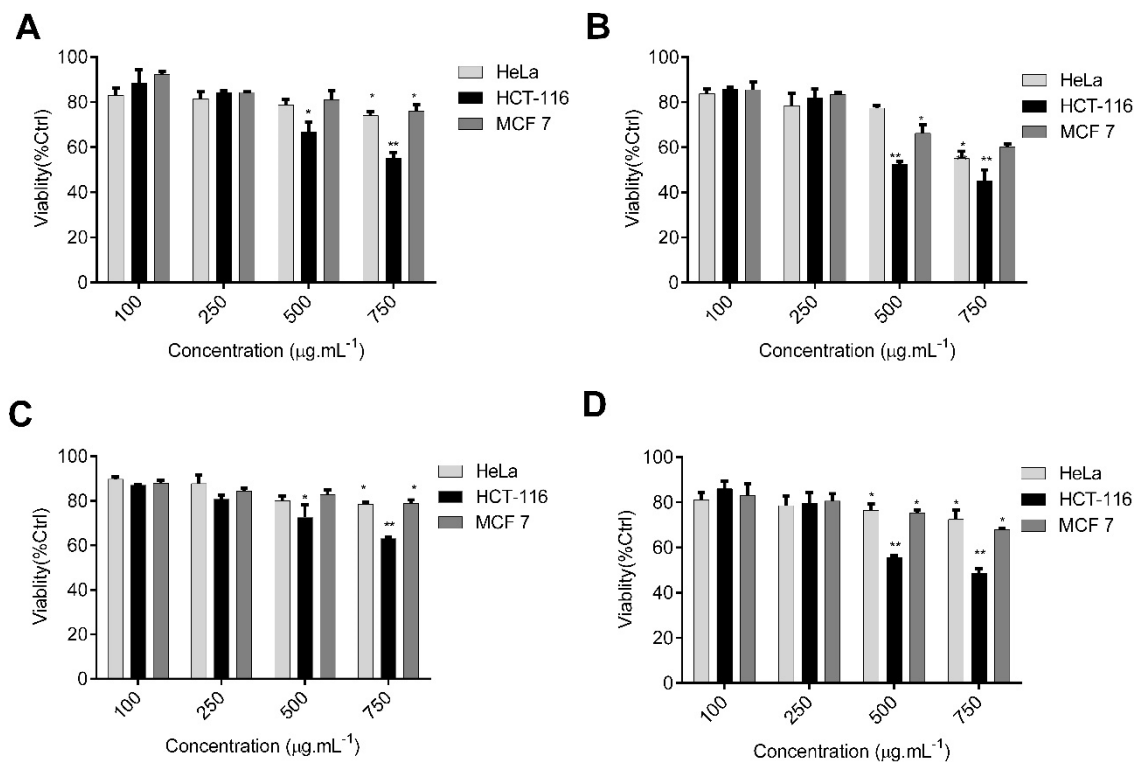 A
100
80
60
40
20
0
Viablity(%Ctrl)
* * * **
HeLa
HCT-116
MCF 7
100 250 500 750
Concentration (µg.mL⁻¹)
B
100
80
60
40
20
0
Viablity(%Ctrl)
** * * **
HeLa
HCT-116
MCF 7
100 250 500 750
Concentration (µg.mL⁻¹)
C
100
80
60
40
20
0
Viablity(%Ctrl)
* * ** *
HeLa
HCT-116
MCF 7
100 250 500 750
Concentration (µg.mL⁻¹)
D
100
80
60
40
20
0
Viablity(%Ctrl)
* ** * * ** *
HeLa
HCT-116
MCF 7
100 250 500 750
Concentration (µg.mL⁻¹)